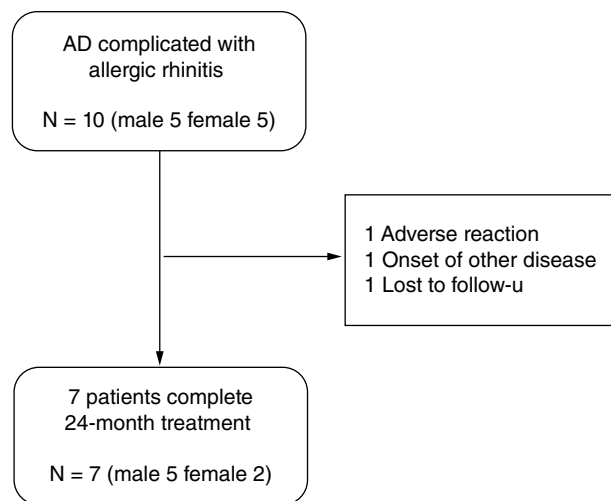 AD complicated with
allergic rhinitis
N = 10 (male 5 female 5)
1 Adverse reaction
1 Onset of other disease
1 Lost to follow-u
7 patients complete
24-month treatment
N = 7 (male 5 female 2)